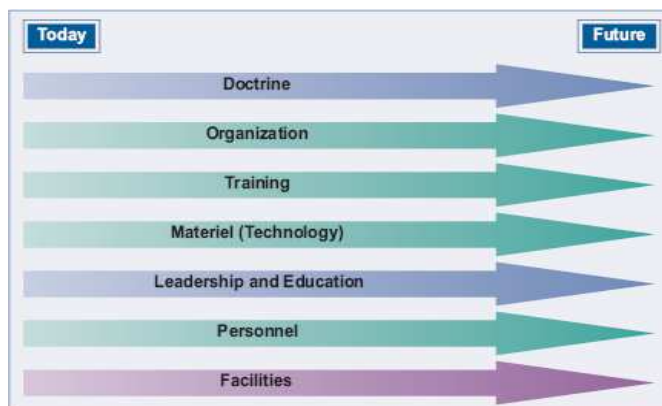 Today
Future
Doctrine
Organization
Training
Materiel (Technology)
Leadership and Education
Personnel
Facilities